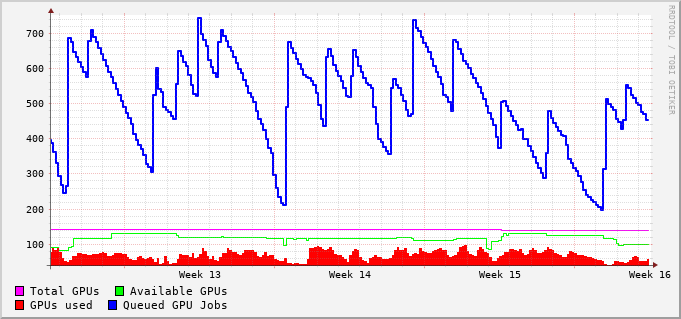 700
600
500
400
300
200
100
Week 13 Week 14 Week 15 Week 16
Total GPUs Available GPUs
GPUs used Queued GPU Jobs
RRDTOOL / TOBI OETIKER